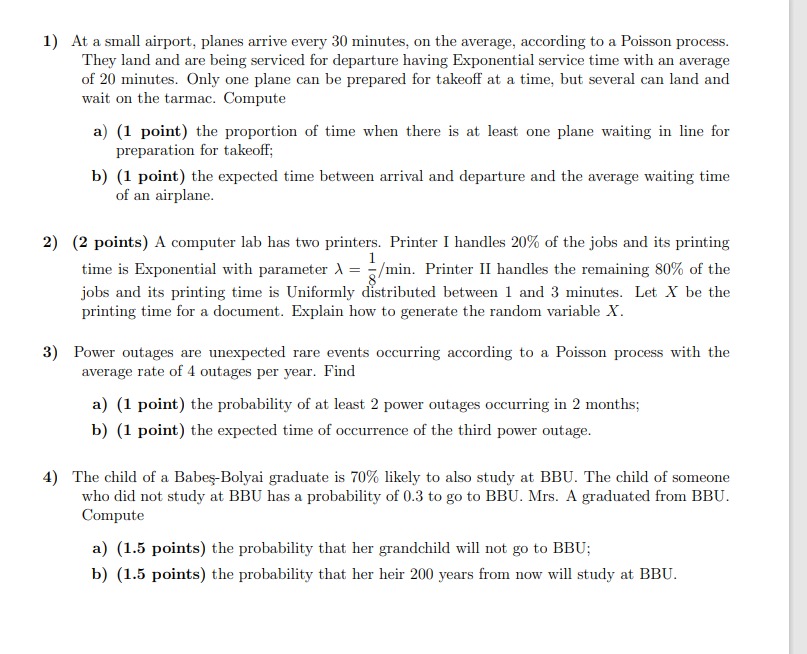 1) At a small airport, planes arrive every 30 minutes, on the average, according to a Poisson process.
They land and are being serviced for departure having Exponential service time with an average
of 20 minutes. Only one plane can be prepared for takeoff at a time, but several can land and
wait on the tarmac. Compute
a) (1 point) the proportion of time when there is at least one plane waiting in line for
preparation for takeoff;
b) (1 point) the expected time between arrival and departure and the average waiting time
of an airplane.
2) (2 points) A computer lab has two printers. Printer I handles 20% of the jobs and its printing
time is Exponential with parameter λ = 1/8 /min. Printer II handles the remaining 80% of the
jobs and its printing time is Uniformly distributed between 1 and 3 minutes. Let X be the
printing time for a document. Explain how to generate the random variable X.
3) Power outages are unexpected rare events occurring according to a Poisson process with the
average rate of 4 outages per year. Find
a) (1 point) the probability of at least 2 power outages occurring in 2 months;
b) (1 point) the expected time of occurrence of the third power outage.
4) The child of a Babeş-Bolyai graduate is 70% likely to also study at BBU. The child of someone
who did not study at BBU has a probability of 0.3 to go to BBU. Mrs. A graduated from BBU.
Compute
a) (1.5 points) the probability that her grandchild will not go to BBU;
b) (1.5 points) the probability that her heir 200 years from now will study at BBU.